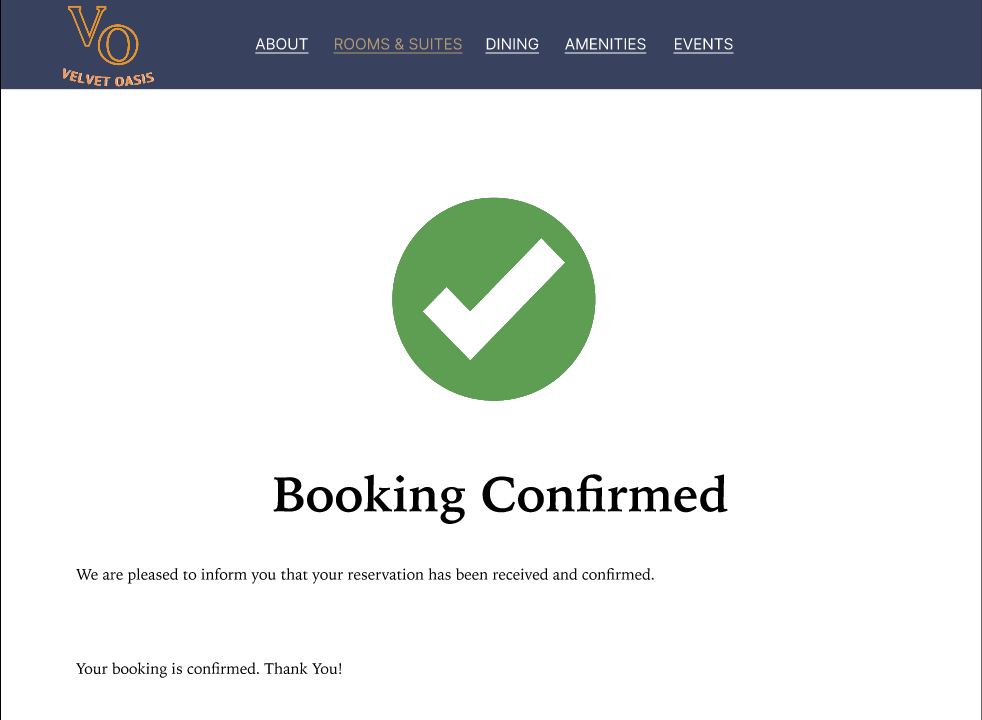 VO
VELVET OASIS
ABOUT ROOMS & SUITES DINING AMENITIES EVENTS
Booking Confirmed
We are pleased to inform you that your reservation has been received and confirmed.
Your booking is confirmed. Thank You!